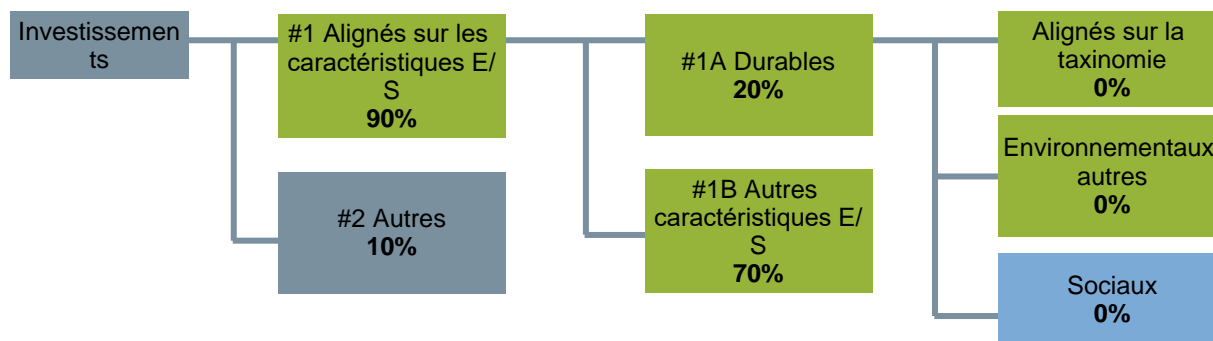 Investissemen
ts
#1 Alignés sur les
caractéristiques E/
S
90%
#2 Autres
10%
#1A Durables
20%
#1B Autres
caractéristiques E/
S
70%
Alignés sur la
taxinomie
0%
Environnementaux
autres
0%
Sociaux
0%